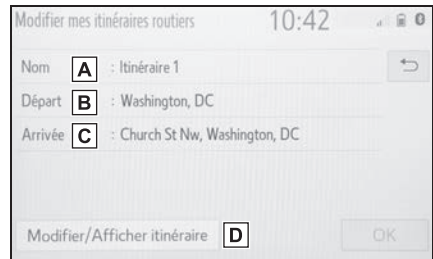 Modifier mes itinéraires routiers 10:42
Nom A : Itinéraire 1
Départ B : Washington, DC
Arrivée C : Church St Nw, Washington, DC
Modifier/Afficher itinéraire D OK